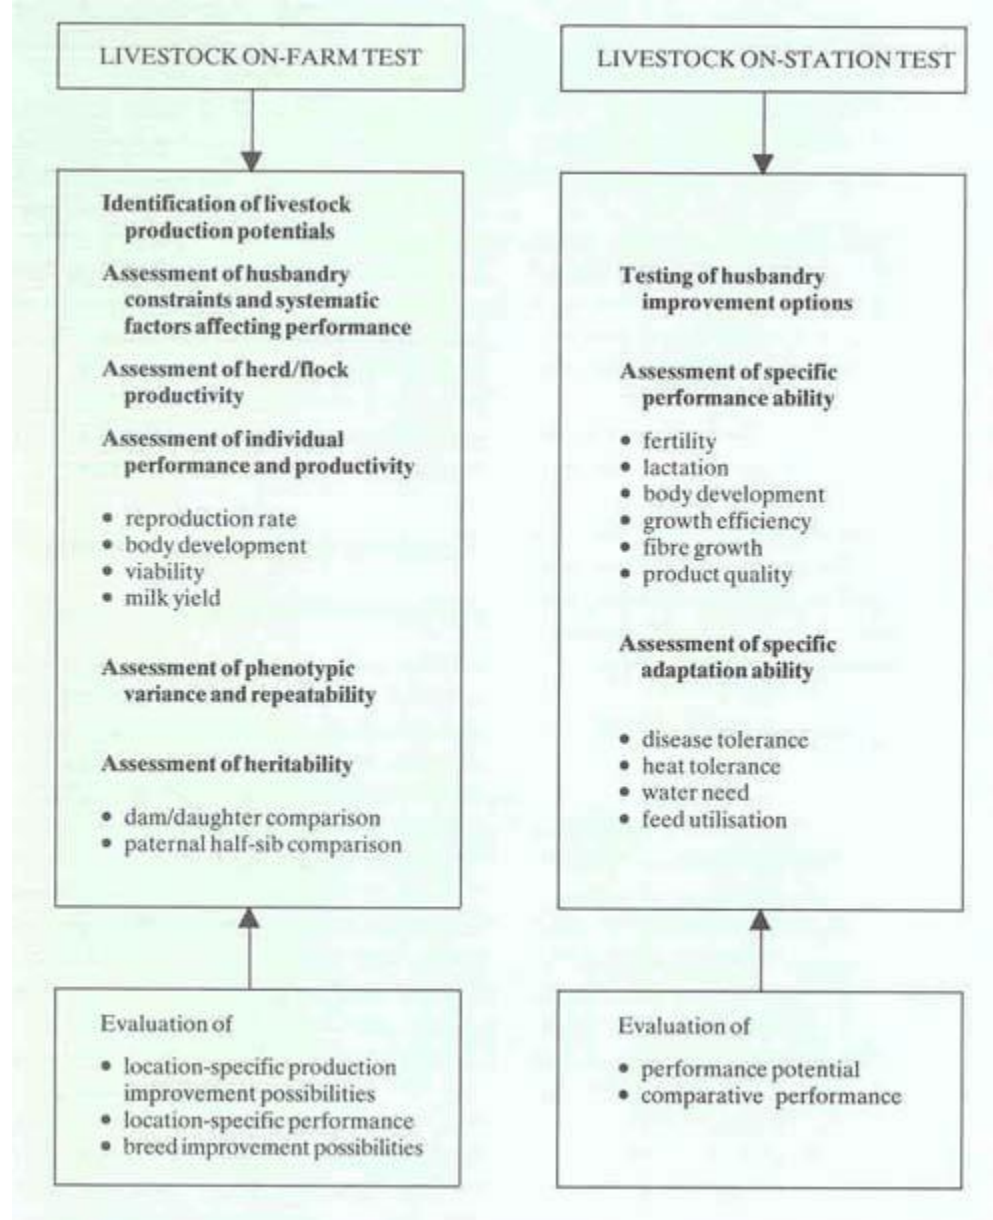 LIVESTOCK ON-FARM TEST
Identification of livestock
production potentials
Assessment of husbandry
constraints and systematic
factors affecting performance
Assessment of herd/flock
productivity
Assessment of individual
performance and productivity
• reproduction rate
• body development
• viability
• milk yield
Assessment of phenotypic
variance and repeatability
Assessment of heritability
• dam/daughter comparison
• paternal half-sib comparison
Evaluation of
• location-specific production
improvement possibilities
• location-specific performance
• breed improvement possibilities
LIVESTOCK ON-STATION TEST
Testing of husbandry
improvement options
Assessment of specific
performance ability
• fertility
• lactation
• body development
• growth efficiency
• fibre growth
• product quality
Assessment of specific
adaptation ability
• disease tolerance
• heat tolerance
• water need
• feed utilisation
Evaluation of
• performance potential
• comparative performance